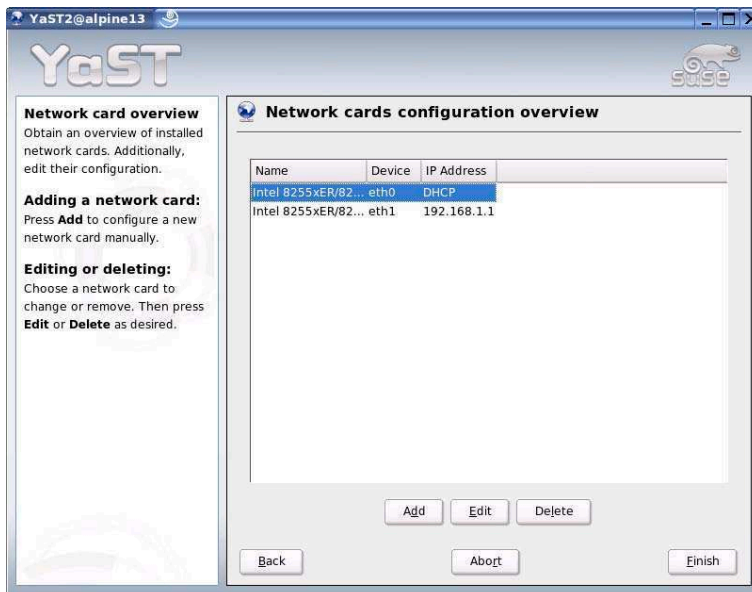 YaST2@alpine13
YaST
suse
Network card overview
Obtain an overview of installed
network cards. Additionally,
edit their configuration.
Adding a network card:
Press Add to configure a new
network card manually.
Editing or deleting:
Choose a network card to
change or remove. Then press
Edit or Delete as desired.
Network cards configuration overview
Name Device IP Address
Intel 8255xER/82... eth0 DHCP
Intel 8255xER/82... eth1 192.168.1.1
Add Edit Delete
Back Abort Finish